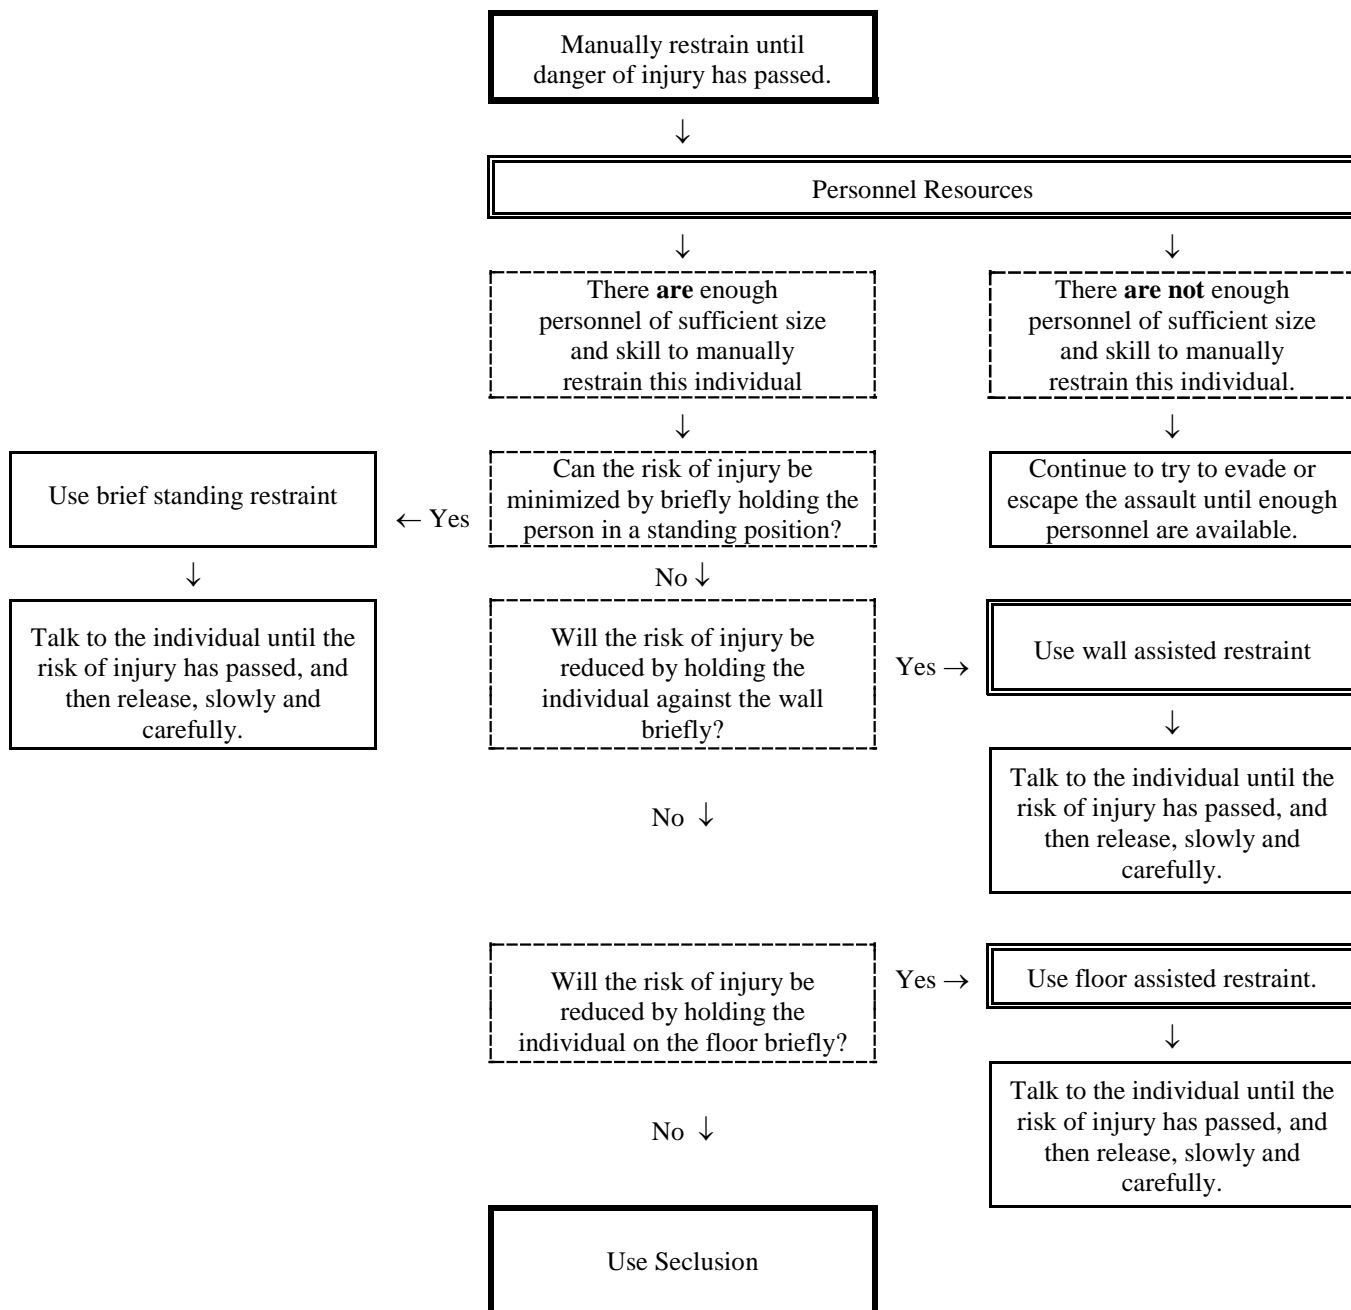 Manually restrain until
danger of injury has passed.
↓
Personnel Resources
↓ ↓
There are enough
personnel of sufficient size
and skill to manually
restrain this individual
There are not enough
personnel of sufficient size
and skill to manually
restrain this individual.
↓ ↓
Use brief standing restraint
← Yes
Can the risk of injury be
minimized by briefly holding the
person in a standing position?
Continue to try to evade or
escape the assault until enough
personnel are available.
↓
No ↓
Talk to the individual until the
risk of injury has passed, and
then release, slowly and
carefully.
Will the risk of injury be
reduced by holding the
individual against the wall
briefly?
Yes →
Use wall assisted restraint
↓
No ↓
Talk to the individual until the
risk of injury has passed, and
then release, slowly and
carefully.
Will the risk of injury be
reduced by holding the
individual on the floor briefly?
Yes →
Use floor assisted restraint.
↓
No ↓
Talk to the individual until the
risk of injury has passed, and
then release, slowly and
carefully.
Use Seclusion